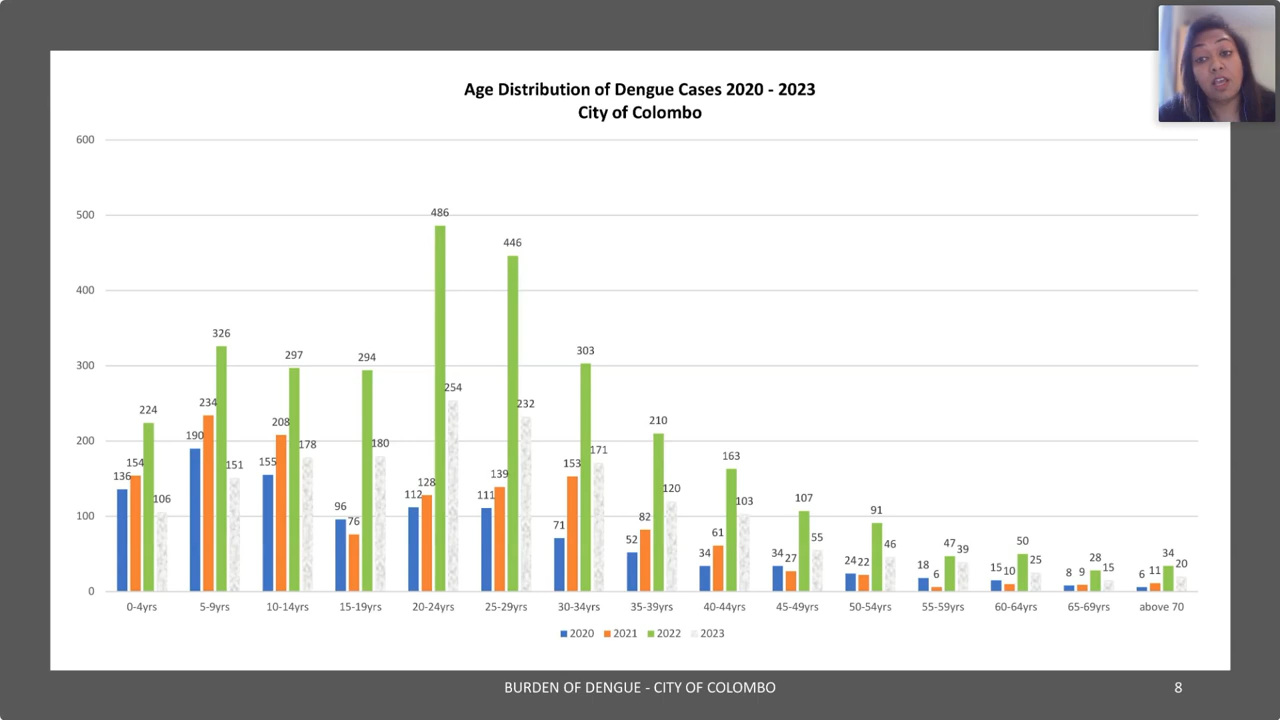 Age Distribution of Dengue Cases 2020 - 2023
City of Colombo
600
500
400
300
200
100
0
136 154 224 106
190 234 326 151
155 208 297 178
96 76 294 180
112 128 486 254
111 139 446 232
71 153 303 171
52 82 210 120
34 61 163 103
34 27 107 55
24 22 91 46
18 6 47 39
15 10 50 25
8 9 28 15
6 11 34 20
0-4yrs 5-9yrs 10-14yrs 15-19yrs 20-24yrs 25-29yrs 30-34yrs 35-39yrs 40-44yrs 45-49yrs 50-54yrs 55-59yrs 60-64yrs 65-69yrs above 70
2020 2021 2022 2023
BURDEN OF DENGUE - CITY OF COLOMBO
8